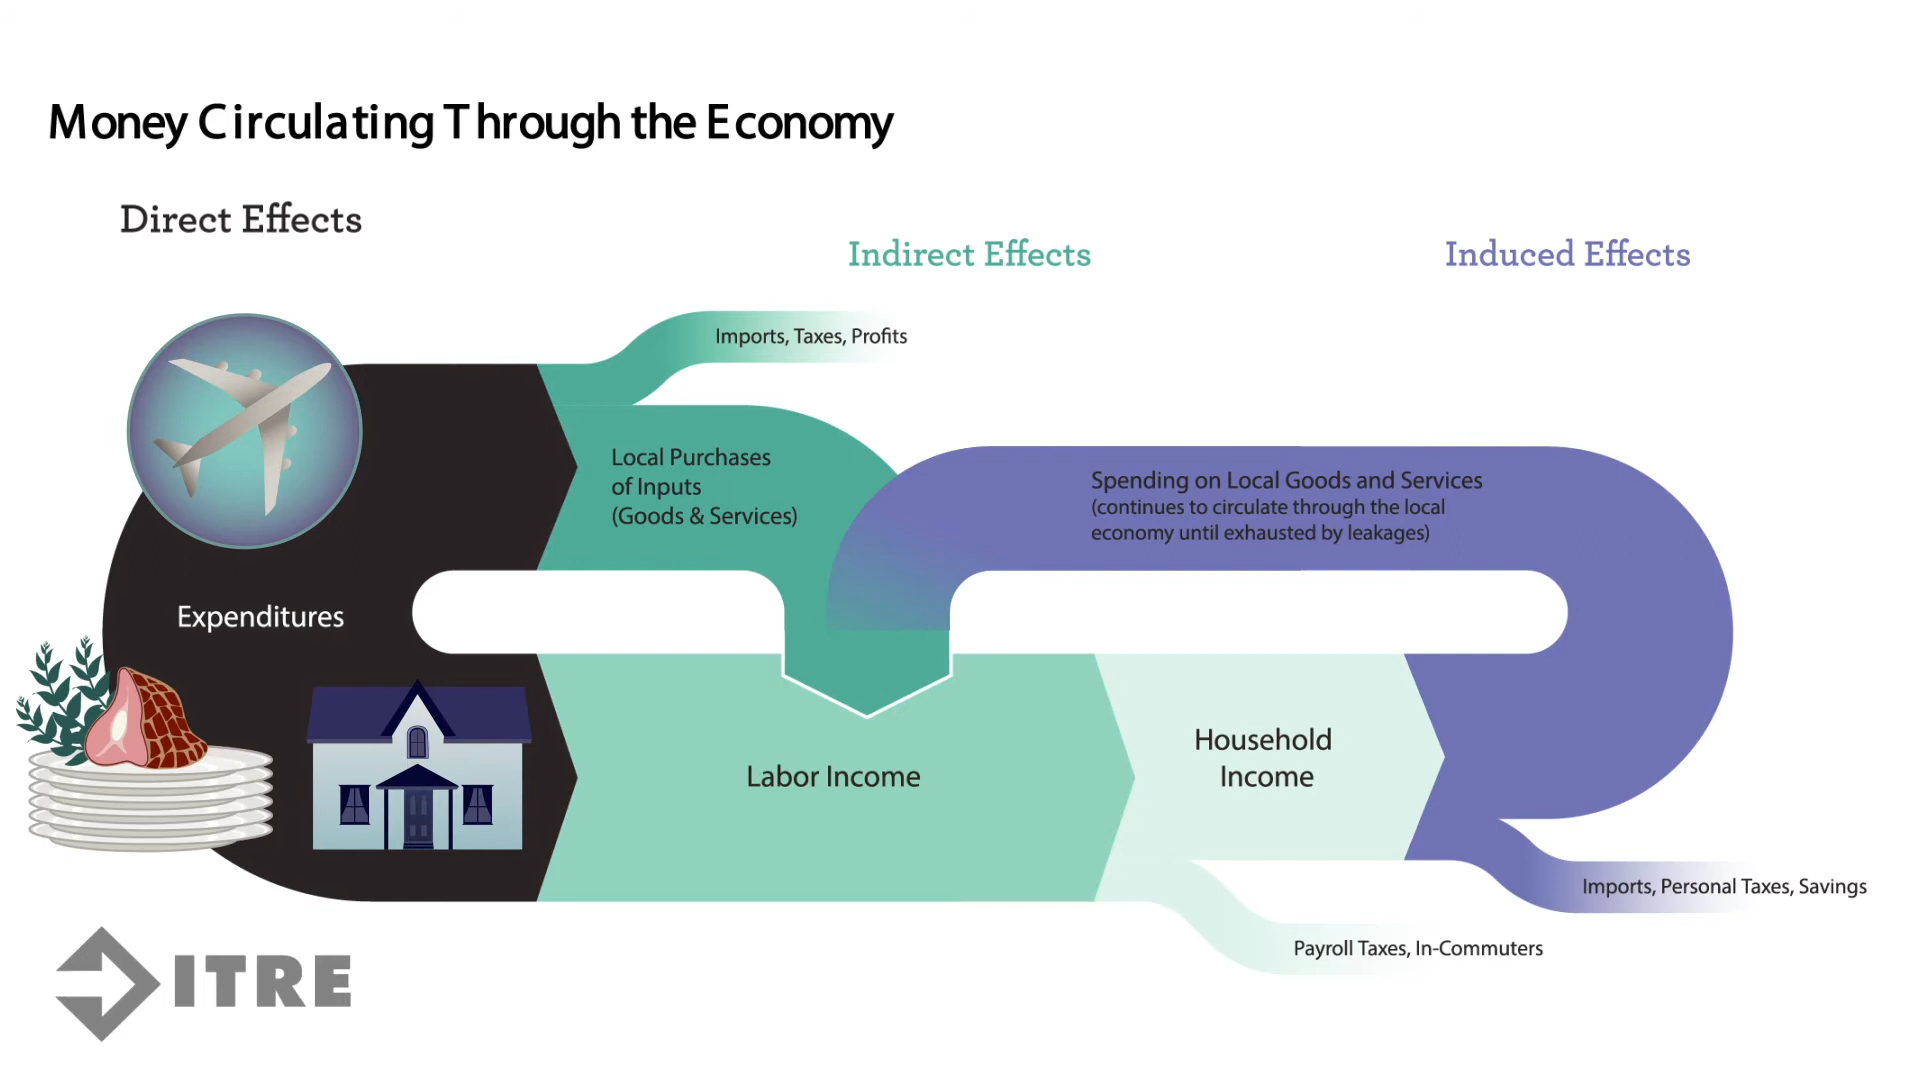 Money Circulating Through the Economy
Direct Effects
Indirect Effects
Induced Effects
Imports, Taxes, Profits
Local Purchases
of Inputs
(Goods & Services)
Spending on Local Goods and Services
(continues to circulate through the local
economy until exhausted by leakages)
Expenditures
Labor Income
Household
Income
Imports, Personal Taxes, Savings
Payroll Taxes, In-Commuters
ITRE